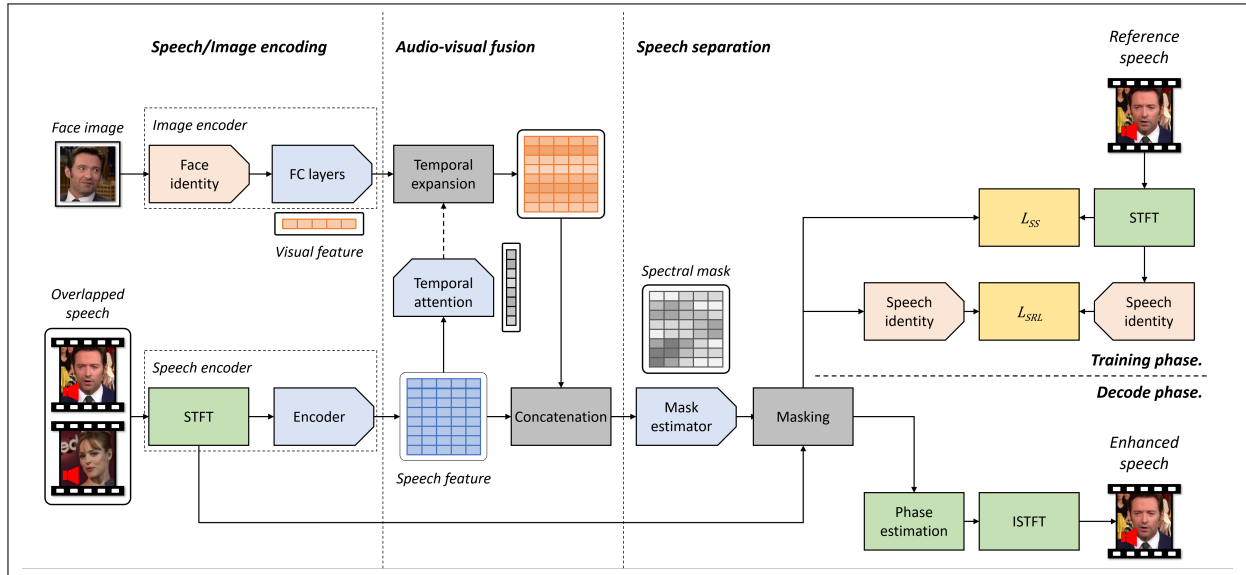 Speech/Image encoding
Audio-visual fusion
Speech separation
Reference
speech
Face image
Image encoder
Face
identity
FC layers
Temporal
expansion
Visual feature
L_SS
STFT
Temporal
attention
Spectral mask
Overlapped
speech
Speech
identity
L_SRL
Speech
identity
Training phase.
Decode phase.
Speech encoder
STFT
Encoder
Concatenation
Mask
estimator
Masking
Speech feature
Enhanced
speech
Phase
estimation
ISTFT